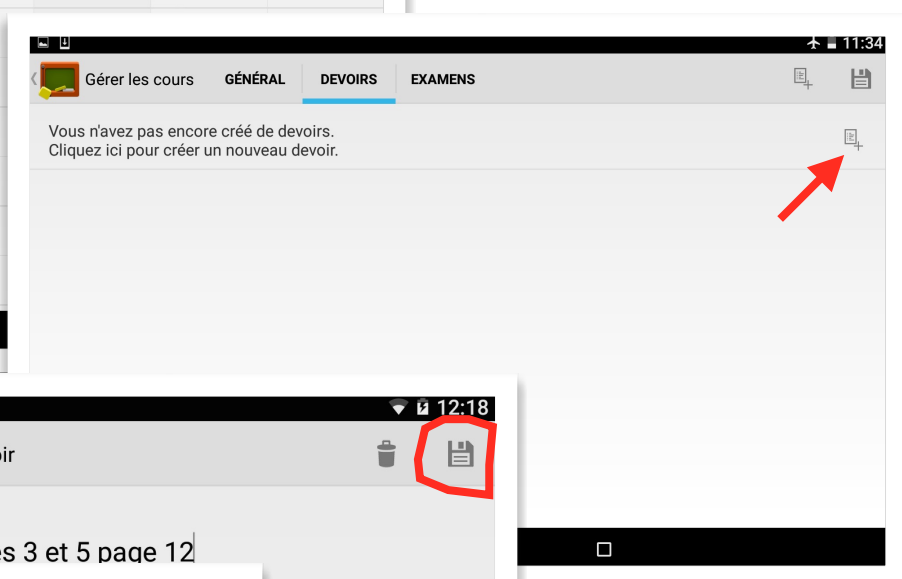 11:34
Gérer les cours GÉNÉRAL DEVOIRS EXAMENS
Vous n'avez pas encore créé de devoirs.
Cliquez ici pour créer un nouveau devoir.
12:18
oir
es 3 et 5 page 12